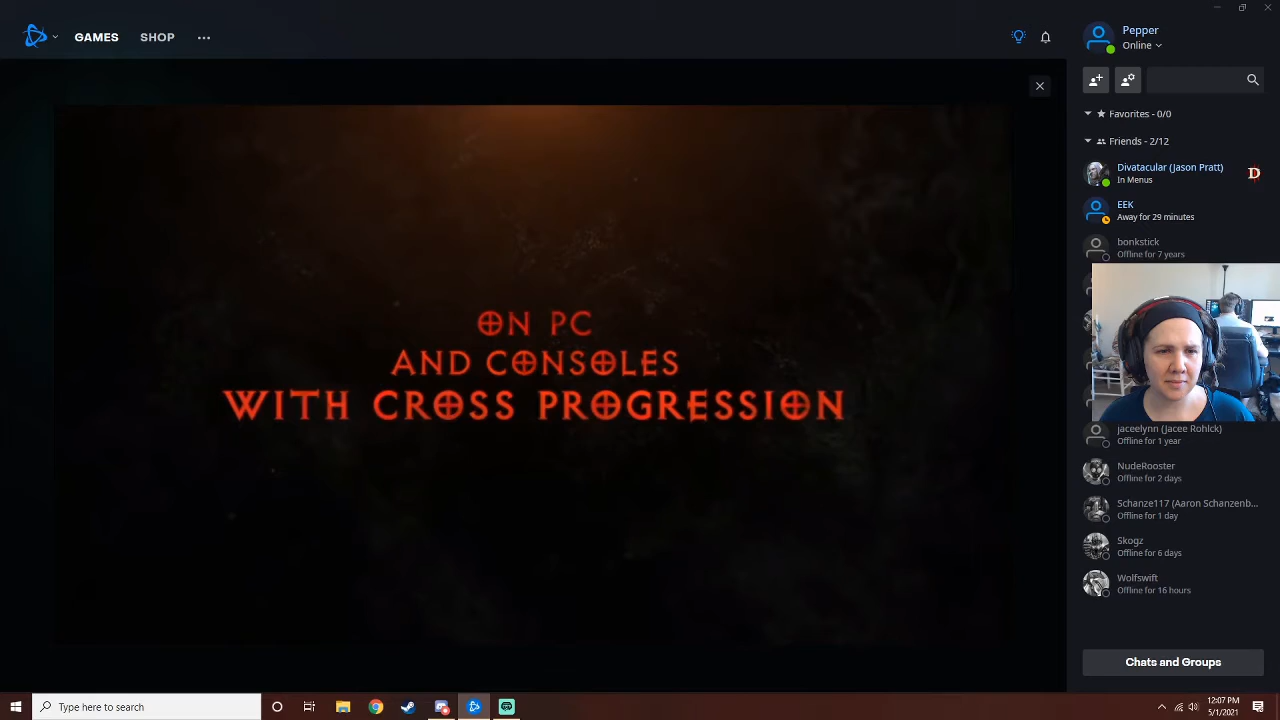 GAMES
SHOP
Pepper
Online
Favorites - 0/0
Friends - 2/12
Divatacular (Jason Pratt)
In Menus
EEK
Away for 29 minutes
bonkstick
Offline for 7 years
ON PC
AND CONSOLES
WITH CROSS PROGRESSION
jaceelynn (Jacee Rohlck)
Offline for 1 year
NudeRooster
Offline for 2 days
Schanze117 (Aaron Schanzenb...
Offline for 1 day
Skogz
Offline for 6 days
Wolfswift
Offline for 16 hours
Chats and Groups
Type here to search
12:07 PM
5/1/2021